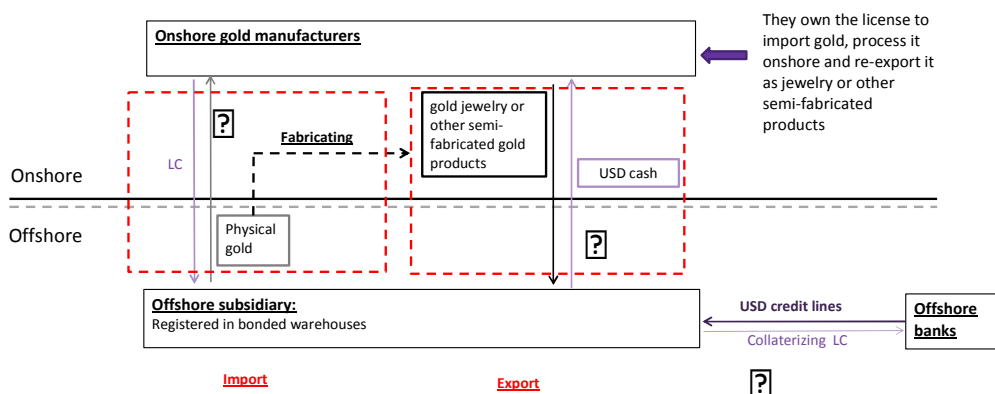 Onshore gold manufacturers
They own the license to
import gold, process it
onshore and re-export it
as jewelry or other
semi-fabricated
products
?
Fabricating
gold jewelry or
other semi-
fabricated gold
products
LC
USD cash
Onshore
Offshore
Physical
gold
?
Offshore subsidiary:
Registered in bonded warehouses
USD credit lines
Collaterizing LC
Offshore
banks
Import
Export
?